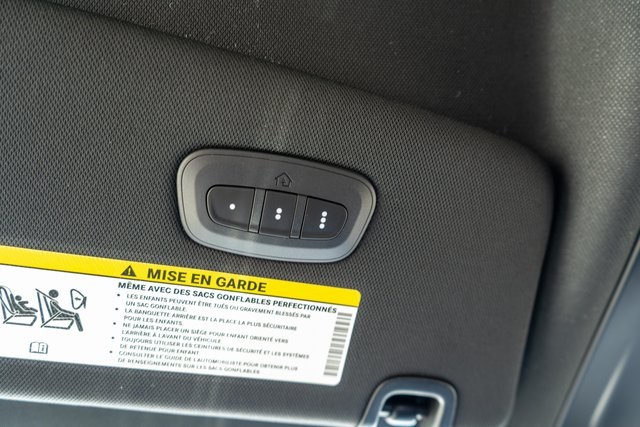 MISE EN GARDE
MÊME AVEC DES SACS GONFLABLES PERFECTIONNÉS
• LES ENFANTS PEUVENT ÊTRE TUÉS OU GRAVEMENT BLESSÉS PAR
UN SAC GONFLABLE.
• LA BANQUETTE ARRIÈRE EST LA PLACE LA PLUS SÉCURITAIRE
POUR LES ENFANTS.
• NE JAMAIS PLACER UN SIÈGE POUR ENFANT ORIENTÉ VERS
L'ARRIÈRE À L'AVANT DU VÉHICULE.
• TOUJOURS UTILISER LES CEINTURES DE SÉCURITÉ ET LES SYSTÈMES
DE RETENUE POUR ENFANT.
• CONSULTER LE GUIDE DE L'AUTOMOBILISTE POUR OBTENIR PLUS
DE RENSEIGNEMENTS SUR LES SACS GONFLABLES.